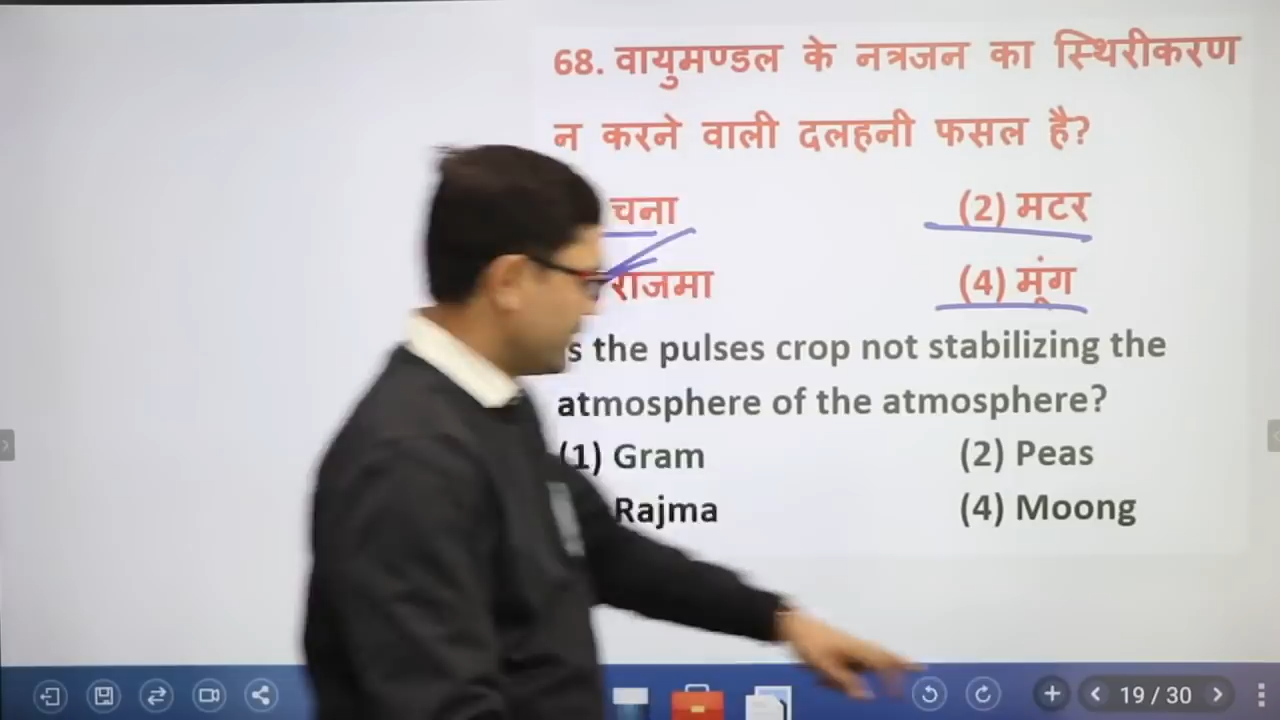 68. वायुमण्डल के नत्रजन का स्थिरीकरण
न करने वाली दलहनी फसल है?
चना (2) मटर
राजमा (4) मूंग
s the pulses crop not stabilizing the
atmosphere of the atmosphere?
(1) Gram (2) Peas
Rajma (4) Moong
19 / 30